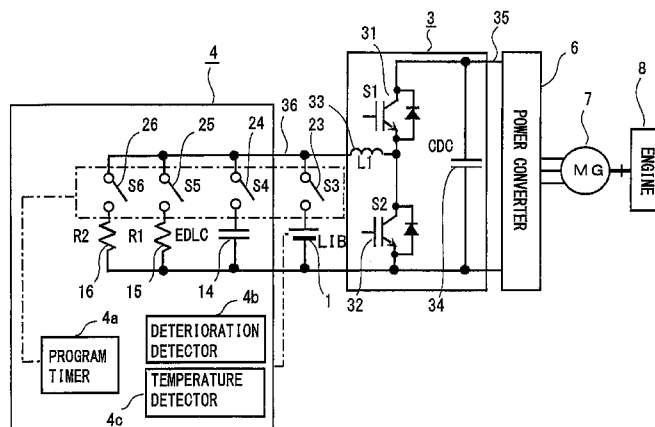 3
35
31
6
4
33
S1
8
26
25
24
36
23
7
CDC
POWER CONVERTER
ENGINE
L1
MG
S6
S5
S4
S3
S2
R2
R1
EDLC
LIB
16
15
14
1
32
34
4b
4a
DETERIORATION
DETECTOR
PROGRAM
TIMER
TEMPERATURE
DETECTOR
4c